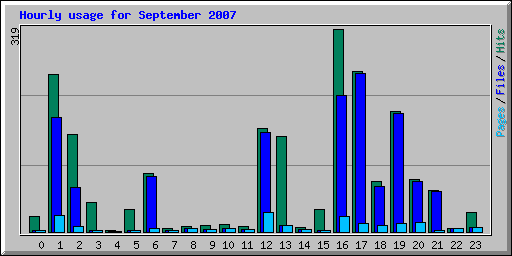 Hourly usage for September 2007
319
Pages / Files / Hits
0 1 2 3 4 5 6 7 8 9 10 11 12 13 14 15 16 17 18 19 20 21 22 23